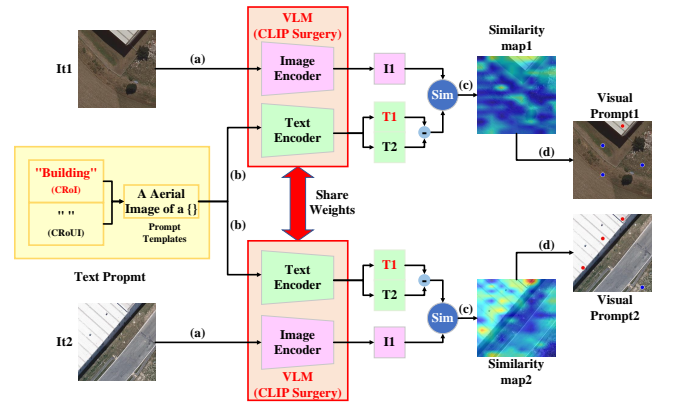 VLM
(CLIP Surgery)
It1
(a)
Image
Encoder
I1
Sim
(c)
Similarity
map1
Text
Encoder
T1
T2
-
(b)
Visual
Prompt1
(d)
"Building"
(CRoI)
" "
(CRoUI)
A Aerial
Image of a {}
Prompt
Templates
Text Propmt
Share
Weights
(b)
Text
Encoder
T1
T2
-
Sim
(c)
(d)
Visual
Prompt2
It2
(a)
Image
Encoder
I1
Similarity
map2
VLM
(CLIP Surgery)